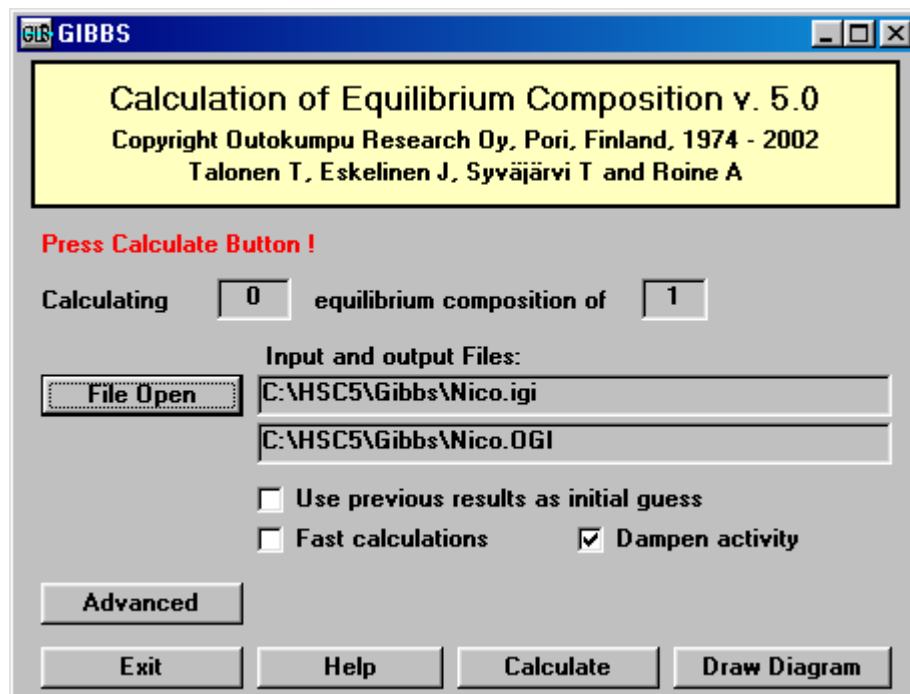 GIBBS
Calculation of Equilibrium Composition v. 5.0
Copyright Outokumpu Research Oy, Pori, Finland, 1974 - 2002
Talonen T, Eskelinen J, Syväjärvi T and Roine A
Press Calculate Button !
Calculating 0 equilibrium composition of 1
Input and output Files:
File Open C:\HSC5\Gibbs\Nico.igi
C:\HSC5\Gibbs\Nico.OGI
Use previous results as initial guess
Fast calculations Dampen activity
Advanced
Exit Help Calculate Draw Diagram